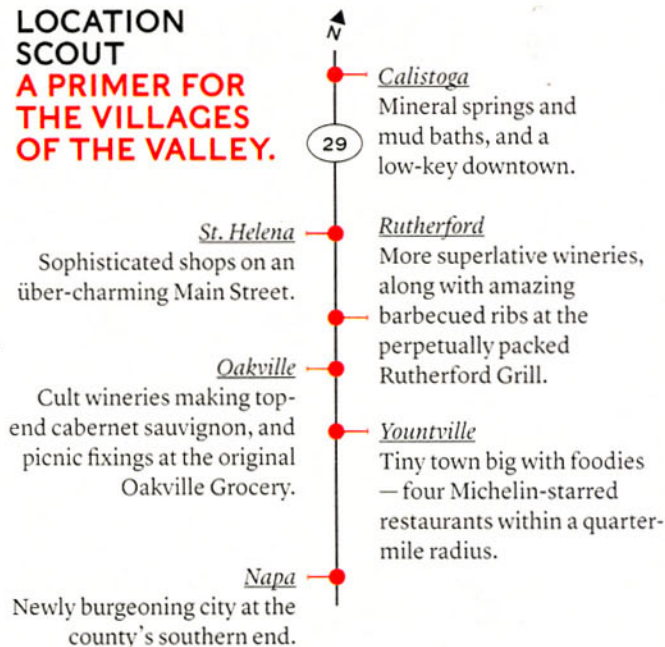 LOCATION
SCOUT
A PRIMER FOR
THE VILLAGES
OF THE VALLEY.
N
Calistoga
Mineral springs and
mud baths, and a
low-key downtown.
29
St. Helena
Sophisticated shops on an
über-charming Main Street.
Rutherford
More superlative wineries,
along with amazing
barbecued ribs at the
perpetually packed
Rutherford Grill.
Oakville
Cult wineries making top-
end cabernet sauvignon, and
picnic fixings at the original
Oakville Grocery.
Yountville
Tiny town big with foodies
— four Michelin-starred
restaurants within a quarter-
mile radius.
Napa
Newly burgeoning city at the
county's southern end.